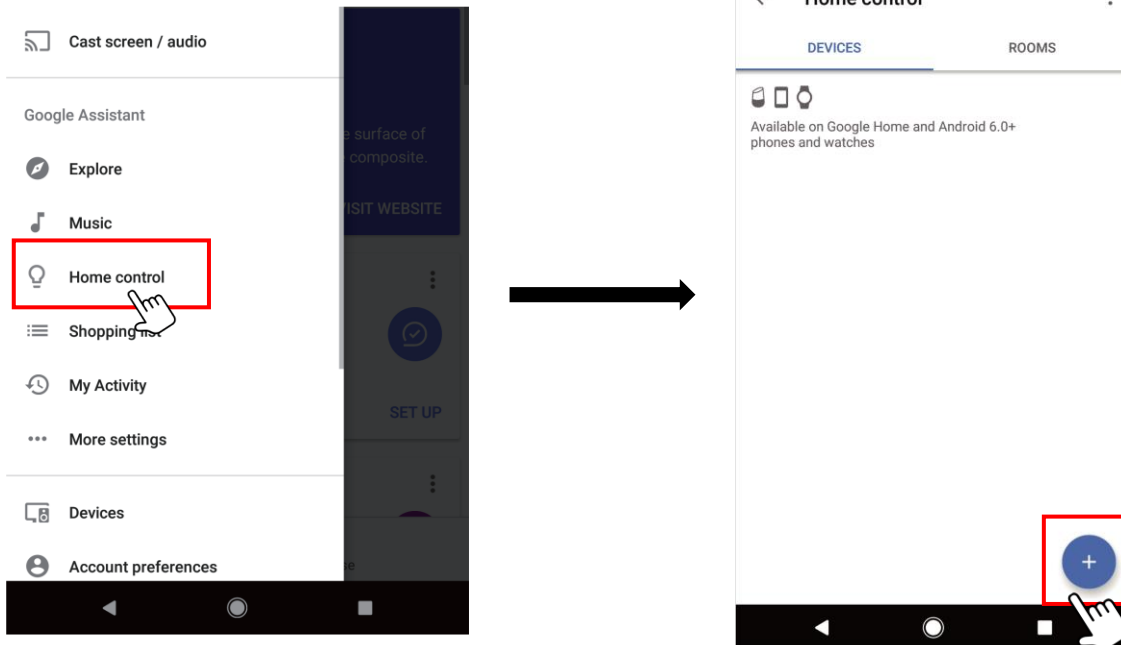 Cast screen / audio
Google Assistant
Explore
Music
Home control
Shopping list
My Activity
More settings
Devices
Account preferences
e surface of
composite.
VISIT WEBSITE
SET UP
se
Home control
DEVICES
ROOMS
Available on Google Home and Android 6.0+
phones and watches